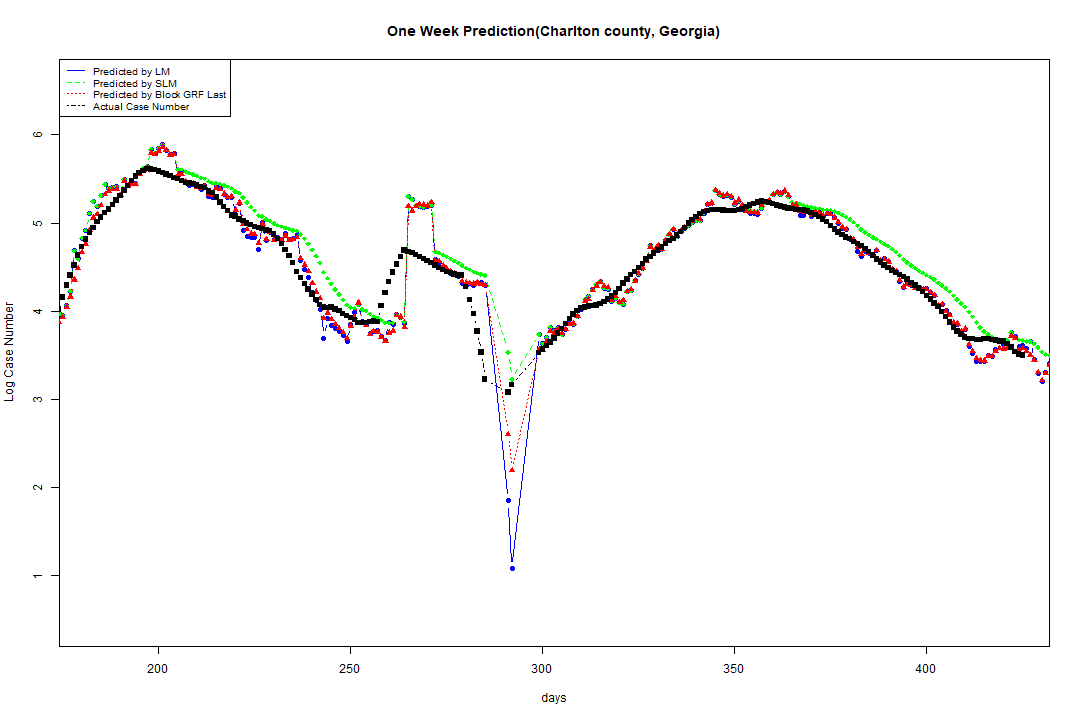 One Week Prediction(Charlton county, Georgia)
Predicted by LM
Predicted by SLM
Predicted by Block GRF Last
Actual Case Number
6
5
4
3
2
1
Log Case Number
200 250 300 350 400
days